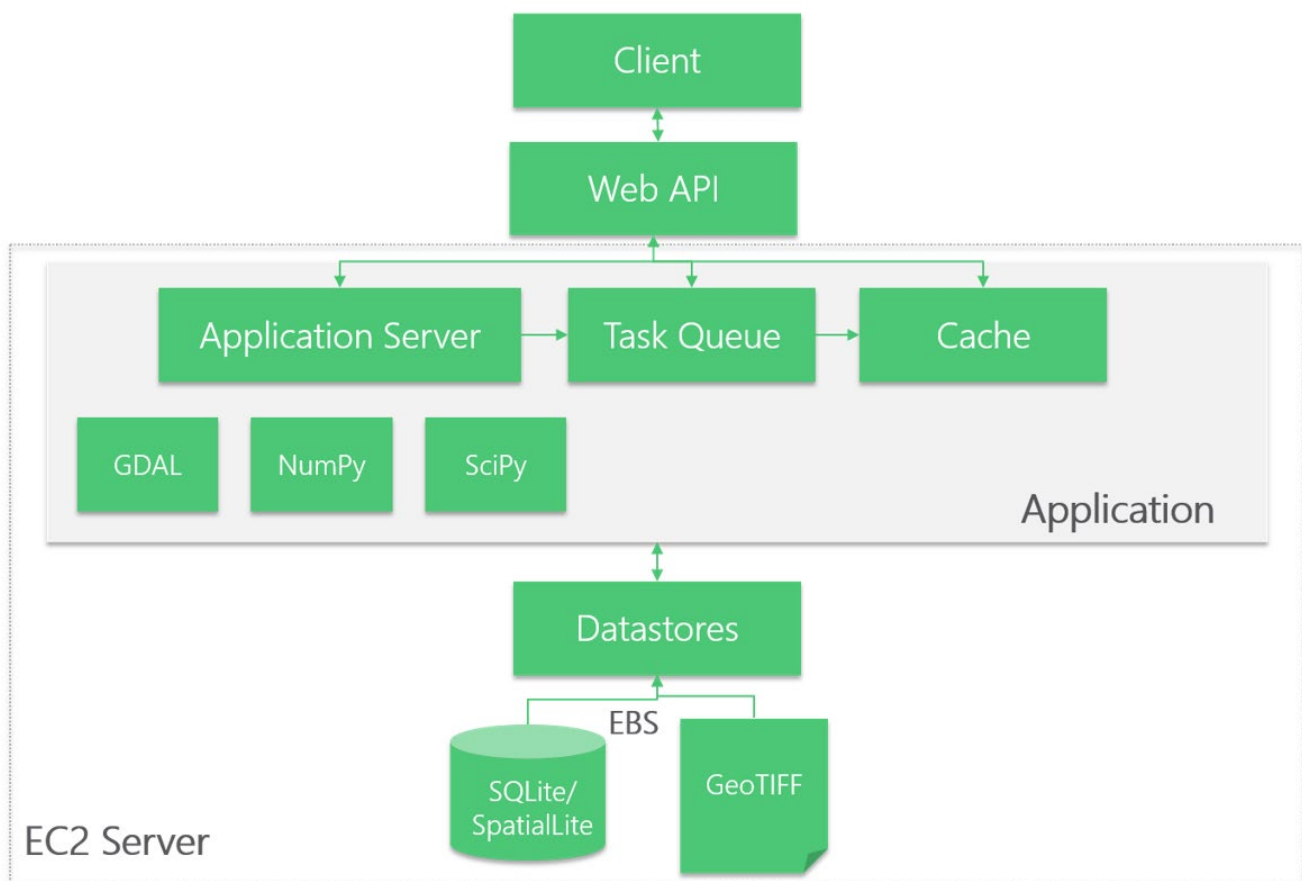 Client
Web API
Application Server
Task Queue
Cache
GDAL
NumPy
SciPy
Application
Datastores
EBS
SQLite/
SpatialLite
GeoTIFF
EC2 Server